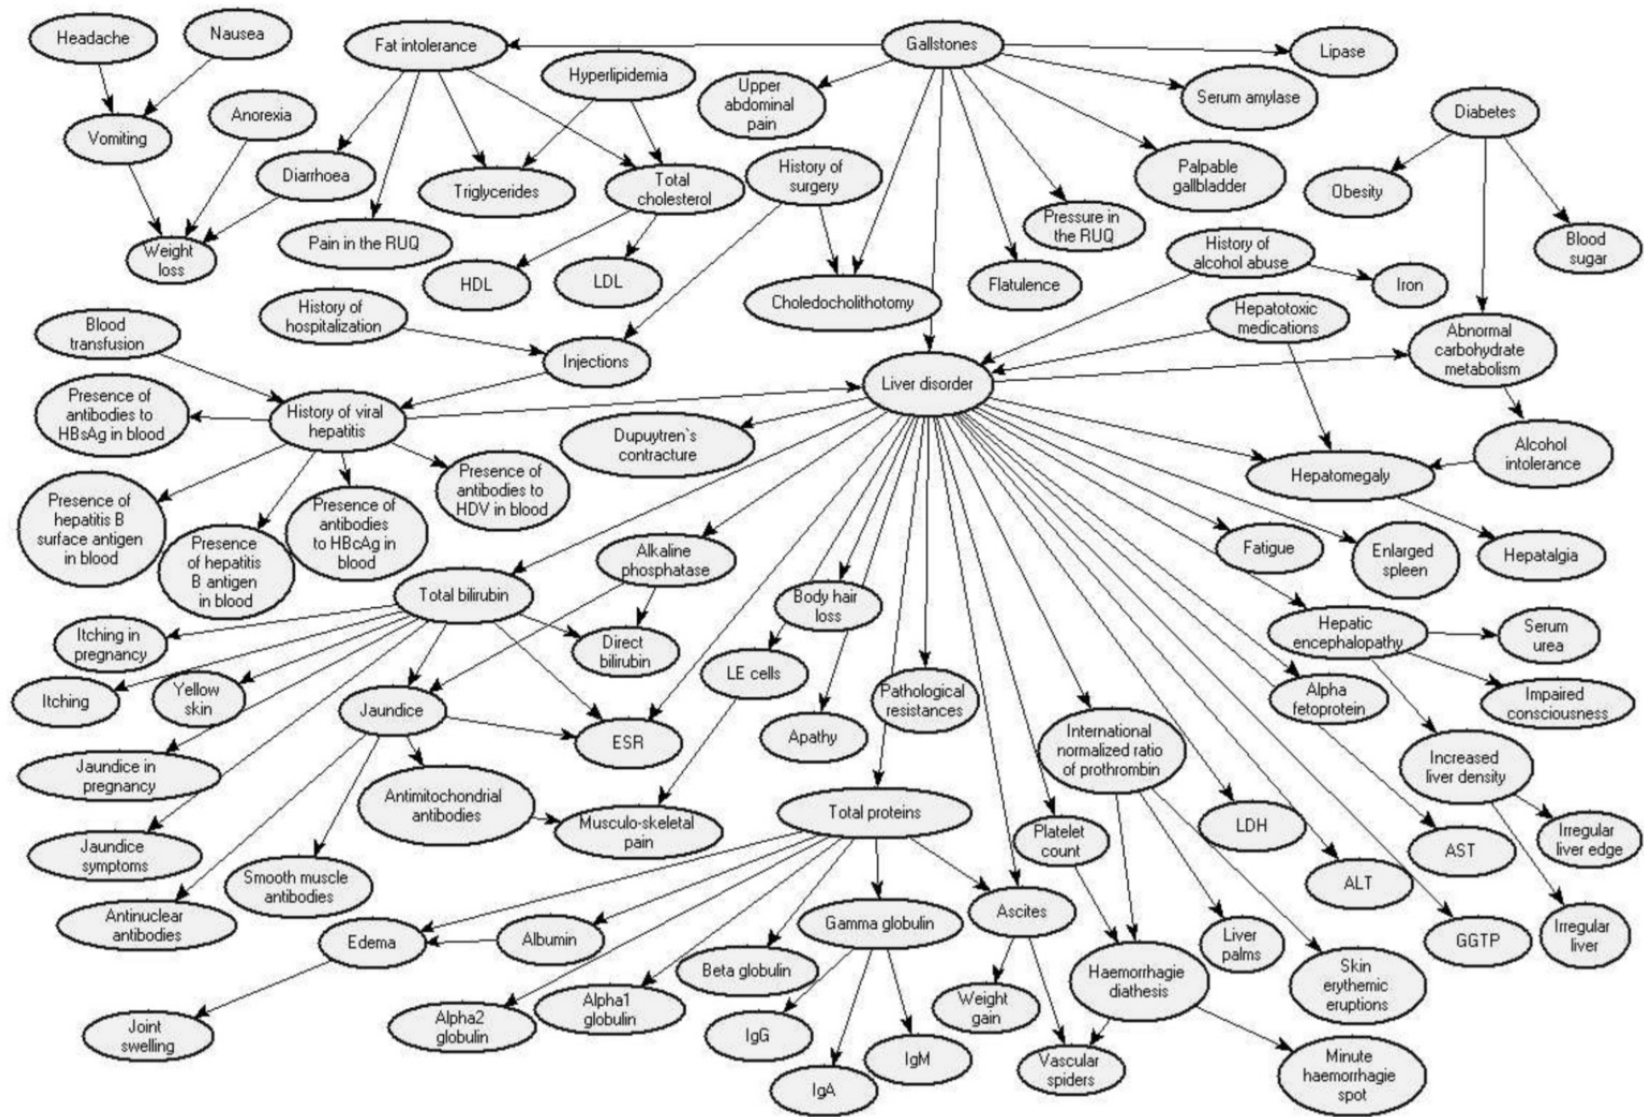 Headache
Nausea
Fat intolerance
Gallstones
Lipase
Hyperlipidemia
Upper
abdominal
pain
Serum amylase
Anorexia
Vomiting
Diabetes
Diarrhoea
Triglycerides
Total
cholesterol
History of
surgery
Palpable
gallbladder
Obesity
Pressure in
the RUQ
Weight
loss
Pain in the RUQ
HDL
LDL
Choledocholithotomy
Flatulence
History of
alcohol abuse
Iron
Blood
sugar
Blood
transfusion
History of
hospitalization
Injections
Hepatotoxic
medications
Abnormal
carbohydrate
metabolism
Liver disorder
Presence of
antibodies to
HBsAg in blood
History of viral
hepatitis
Dupuytren`s
contracture
Alcohol
intolerance
Hepatomegaly
Presence of
hepatitis B
surface antigen
in blood
Presence
of hepatitis
B antigen
in blood
Presence of
antibodies
to HBcAg in
blood
Presence of
antibodies to
HDV in blood
Alkaline
phosphatase
Fatigue
Enlarged
spleen
Hepatalgia
Total bilirubin
Body hair
loss
Itching in
pregnancy
Direct
bilirubin
Hepatic
encephalopathy
Serum
urea
Itching
Yellow
skin
Jaundice
LE cells
Pathological
resistances
Alpha
fetoprotein
Impaired
consciousness
ESR
Apathy
International
normalized ratio
of prothrombin
Increased
liver density
Jaundice in
pregnancy
Antimitochondrial
antibodies
Musculo-skeletal
pain
Total proteins
Platelet
count
LDH
AST
Irregular
liver edge
Jaundice
symptoms
Smooth muscle
antibodies
ALT
Antinuclear
antibodies
Edema
Albumin
Gamma globulin
Ascites
Liver
palms
GGTP
Irregular
liver
Beta globulin
Haemorrhagie
diathesis
Skin
erythemic
eruptions
Joint
swelling
Alpha2
globulin
Alpha1
globulin
IgG
IgM
IgA
Weight
gain
Vascular
spiders
Minute
haemorrhagie
spot